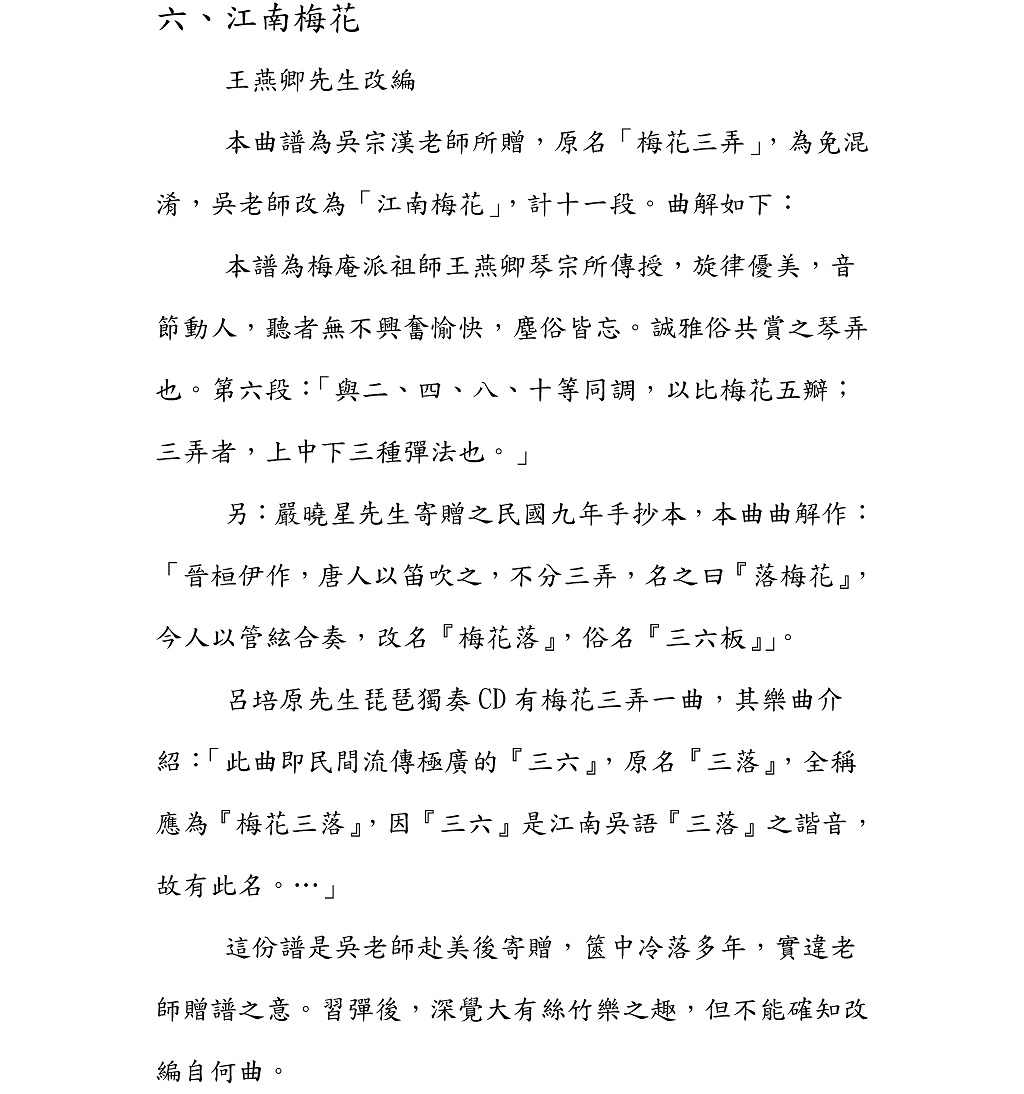 六、江南梅花
王燕卿先生改編
本曲譜為吳宗漢老師所贈，原名「梅花三弄」，為免混
淆，吳老師改為「江南梅花」，計十一段。曲解如下：
本譜為梅庵派祖師王燕卿琴宗所傳授，旋律優美，音
節動人，聽者無不興奮愉快，塵俗皆忘。誠雅俗共賞之琴弄
也。第六段：「與二、四、八、十等同調，以比梅花五瓣；
三弄者，上中下三種彈法也。」
另：嚴曉星先生寄贈之民國九年手抄本，本曲曲解作：
「晉桓伊作，唐人以笛吹之，不分三弄，名之曰『落梅花』，
今人以管絃合奏，改名『梅花落』，俗名『三六板』」。
呂培原先生琵琶獨奏 CD 有梅花三弄一曲，其樂曲介
紹：「此曲即民間流傳極廣的『三六』，原名『三落』，全稱
應為『梅花三落』，因『三六』是江南吳語『三落』之諧音，
故有此名。…」
這份譜是吳老師赴美後寄贈，篋中冷落多年，實違老
師贈譜之意。習彈後，深覺大有絲竹樂之趣，但不能確知改
編自何曲。